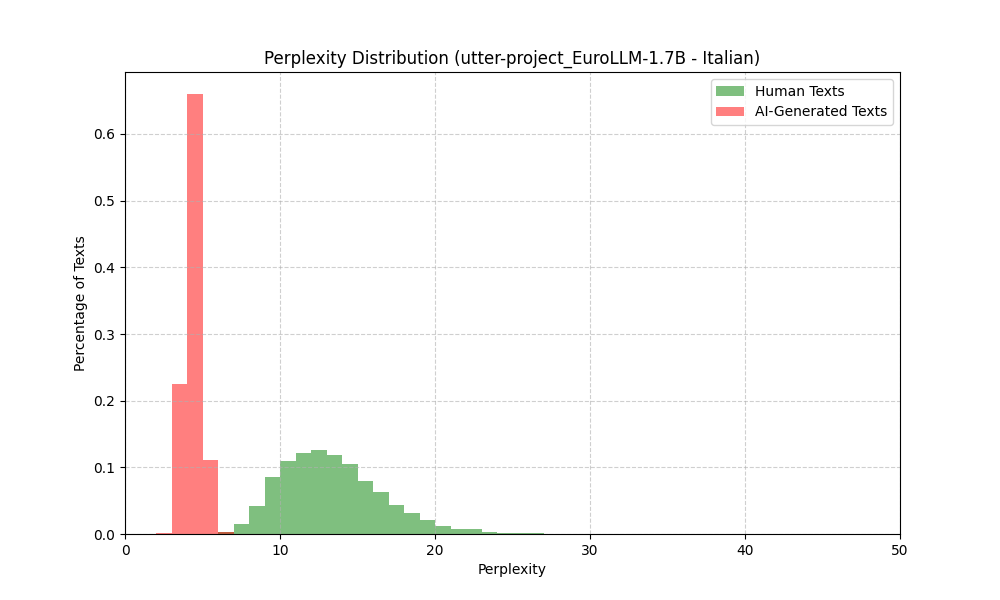 Perplexity Distribution (utter-project_EuroLLM-1.7B - Italian)
Human Texts
AI-Generated Texts
Percentage of Texts
0.6
0.5
0.4
0.3
0.2
0.1
0.0
0 10 20 30 40 50
Perplexity